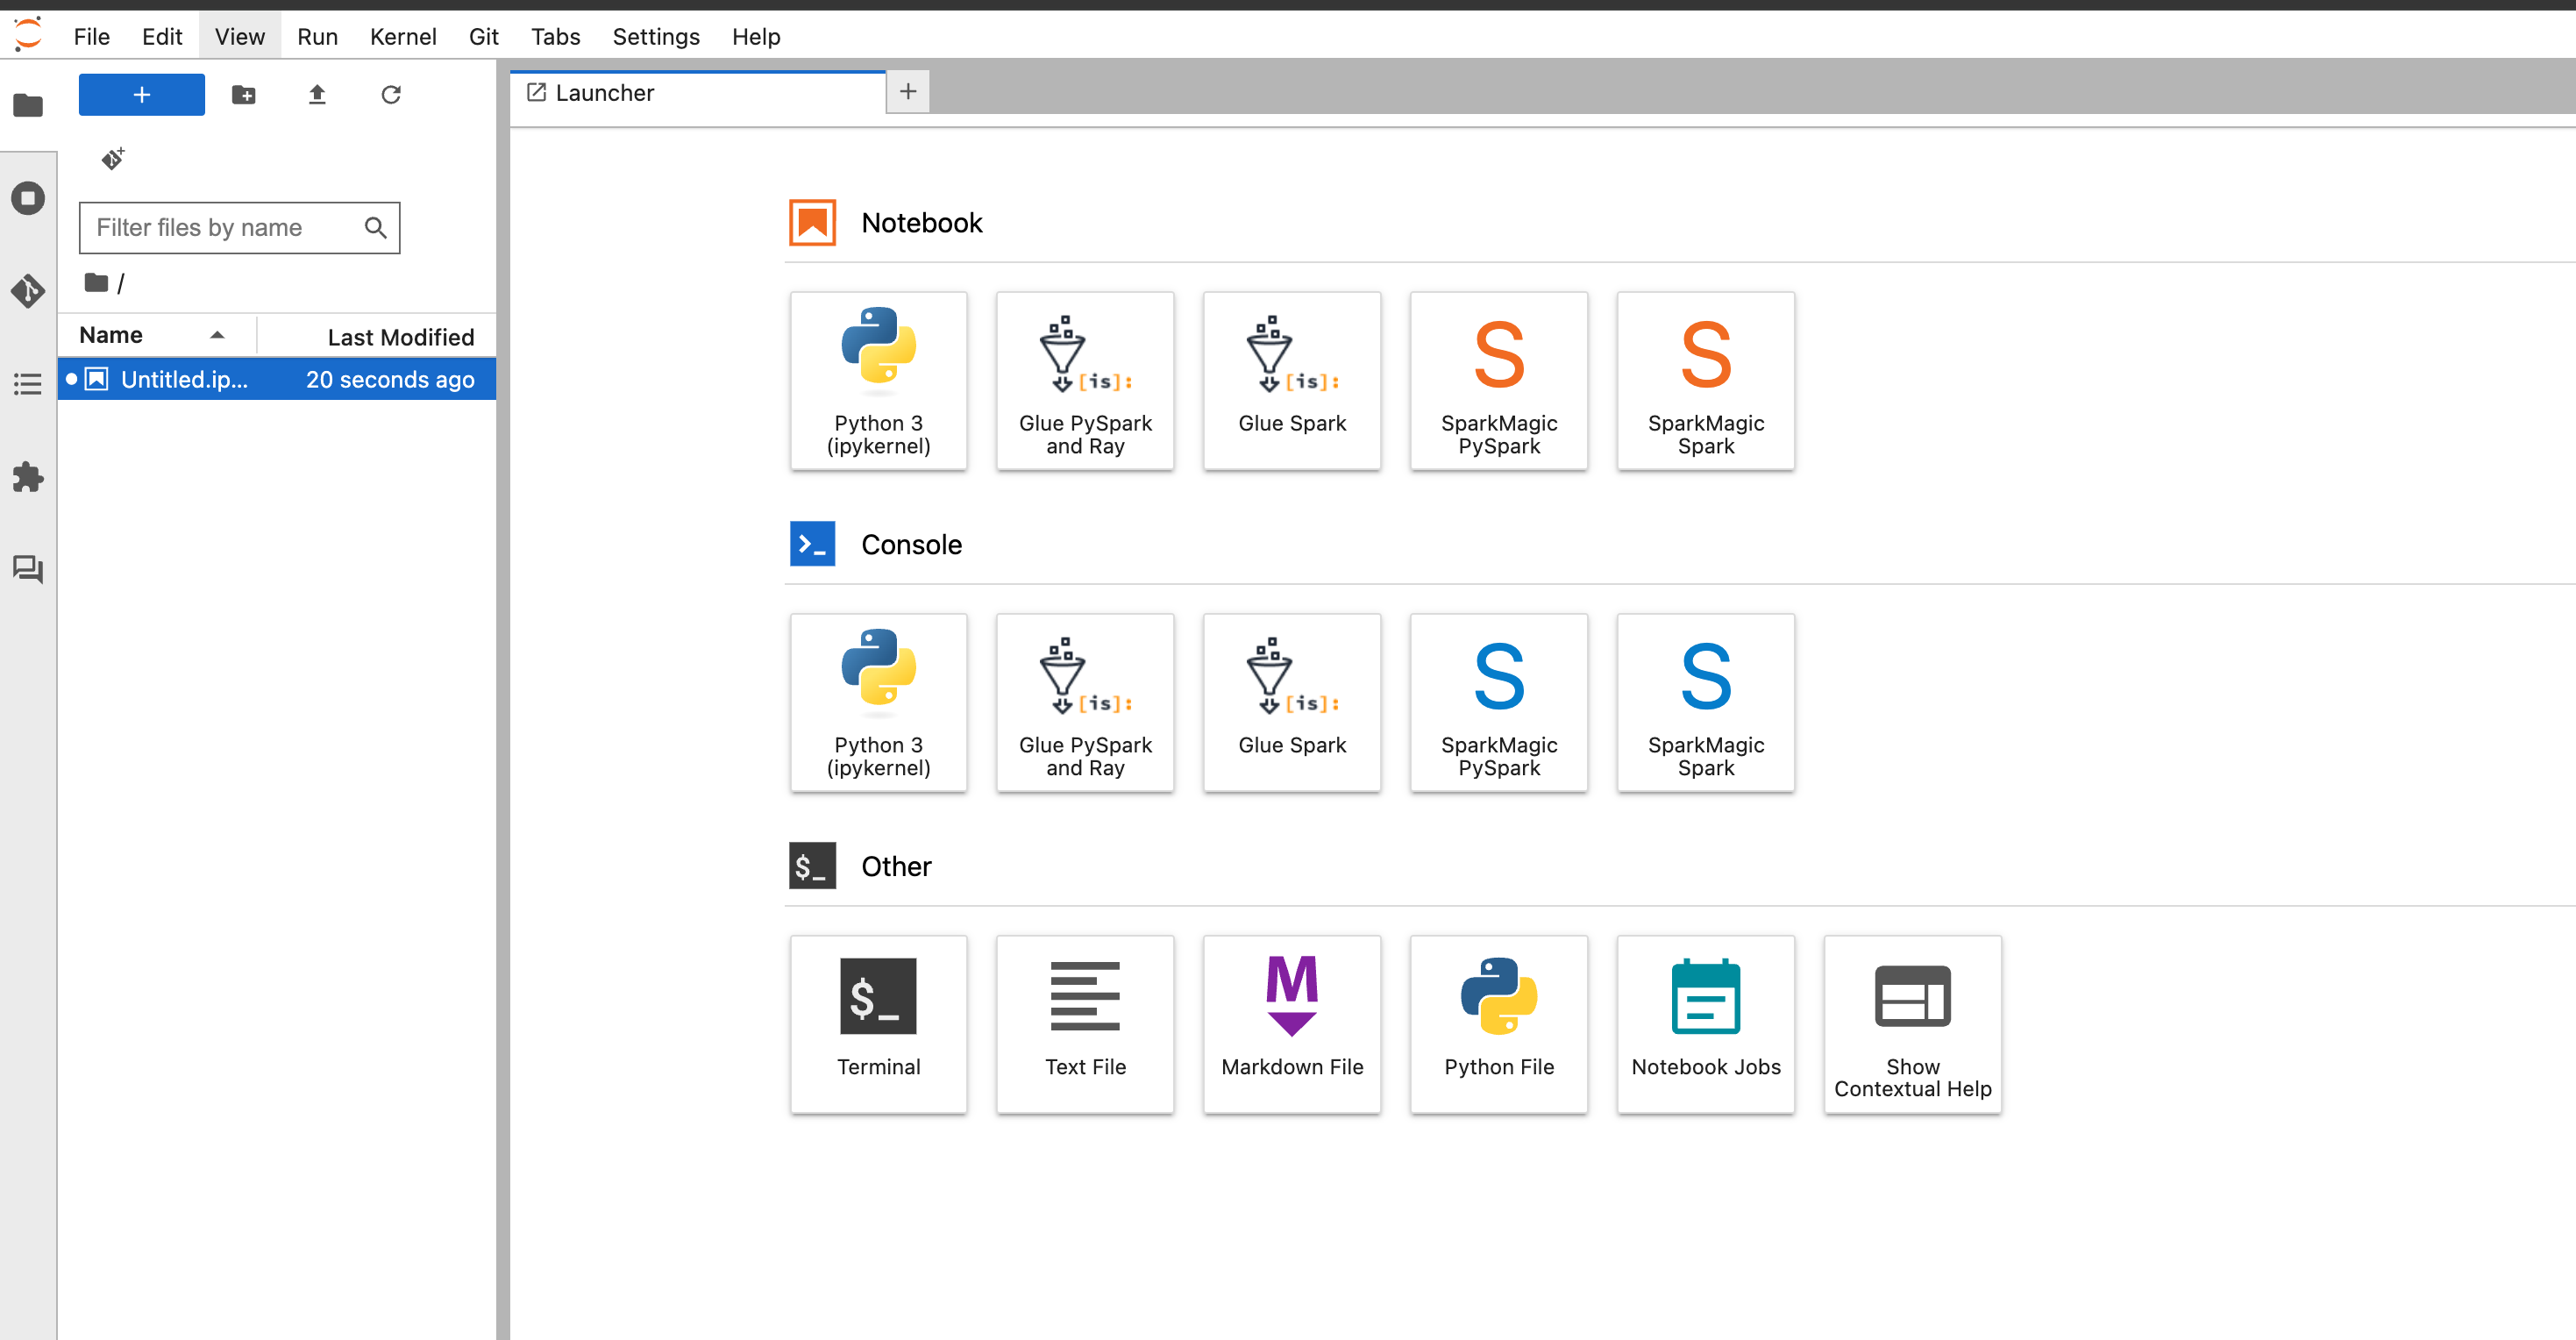 File Edit View Run Kernel Git Tabs Settings Help
+
Launcher
+
Filter files by name
/
Name Last Modified
Untitled.ip... 20 seconds ago
Notebook
[is]: [is]: S S
Python 3 Glue PySpark Glue Spark SparkMagic SparkMagic
(ipykernel) and Ray PySpark Spark
>_ Console
[is]: [is]: S S
Python 3 Glue PySpark Glue Spark SparkMagic SparkMagic
(ipykernel) and Ray PySpark Spark
$_ Other
$_ M
Terminal Text File Markdown File Python File Notebook Jobs Show
Contextual Help